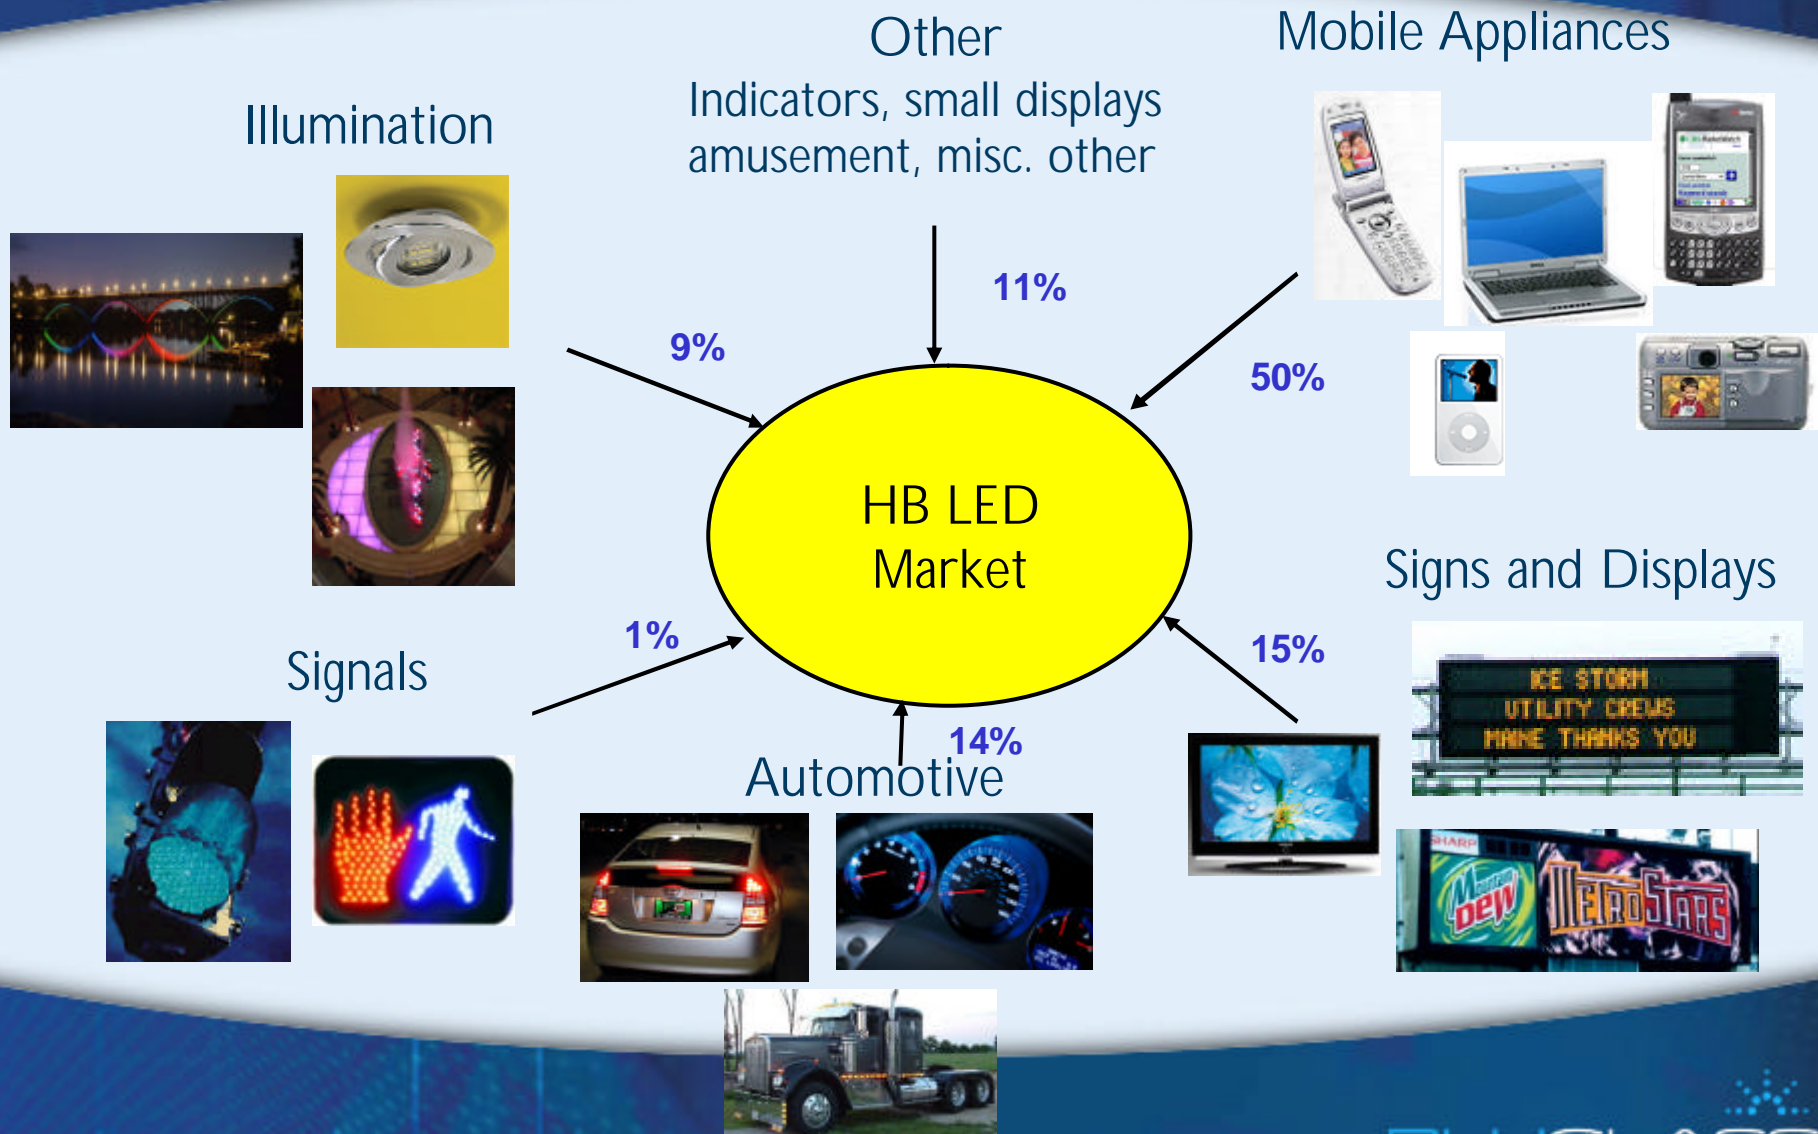 Other
Indicators, small displays
amusement, misc. other
Mobile Appliances
Illumination
11%
9%
50%
HB LED
Market
Signs and Displays
1%
15%
Signals
14%
Automotive
ICE STORM
UTILITY CREWS
MAINE THANKS YOU
SHARP
Mountain
Dew
METROSTARS